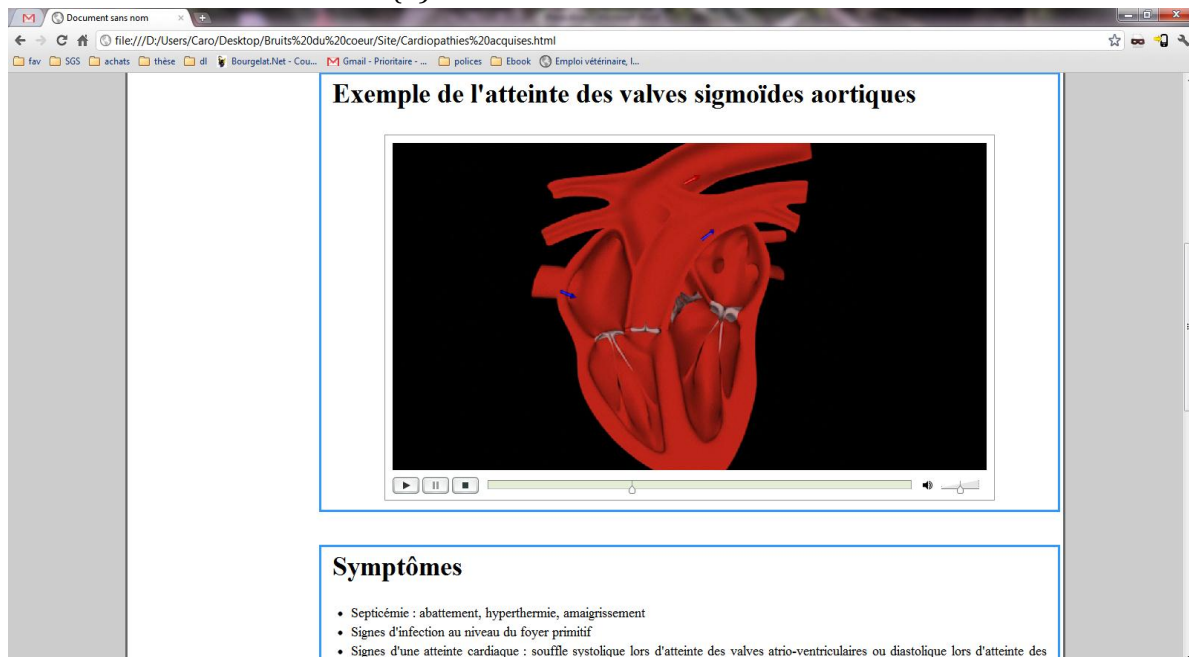 Document sans nom
file:///D:/Users/Caro/Desktop/Bruits%20du%20coeur/Site/Cardiopathies%20acquises.html
fav SGS achats thèse dl Bourgelat.Net - Cou... Gmail - Prioritaire - ... polices Ebook Emploi vétérinaire, l...
Exemple de l'atteinte des valves sigmoïdes aortiques
Symptômes
• Septicémie : abattement, hyperthermie, amaigrissement
• Signes d'infection au niveau du foyer primitif
• Signes d'une atteinte cardiaque : souffle systolique lors d'atteinte des valves atrio-ventriculaires ou diastolique lors d'atteinte des